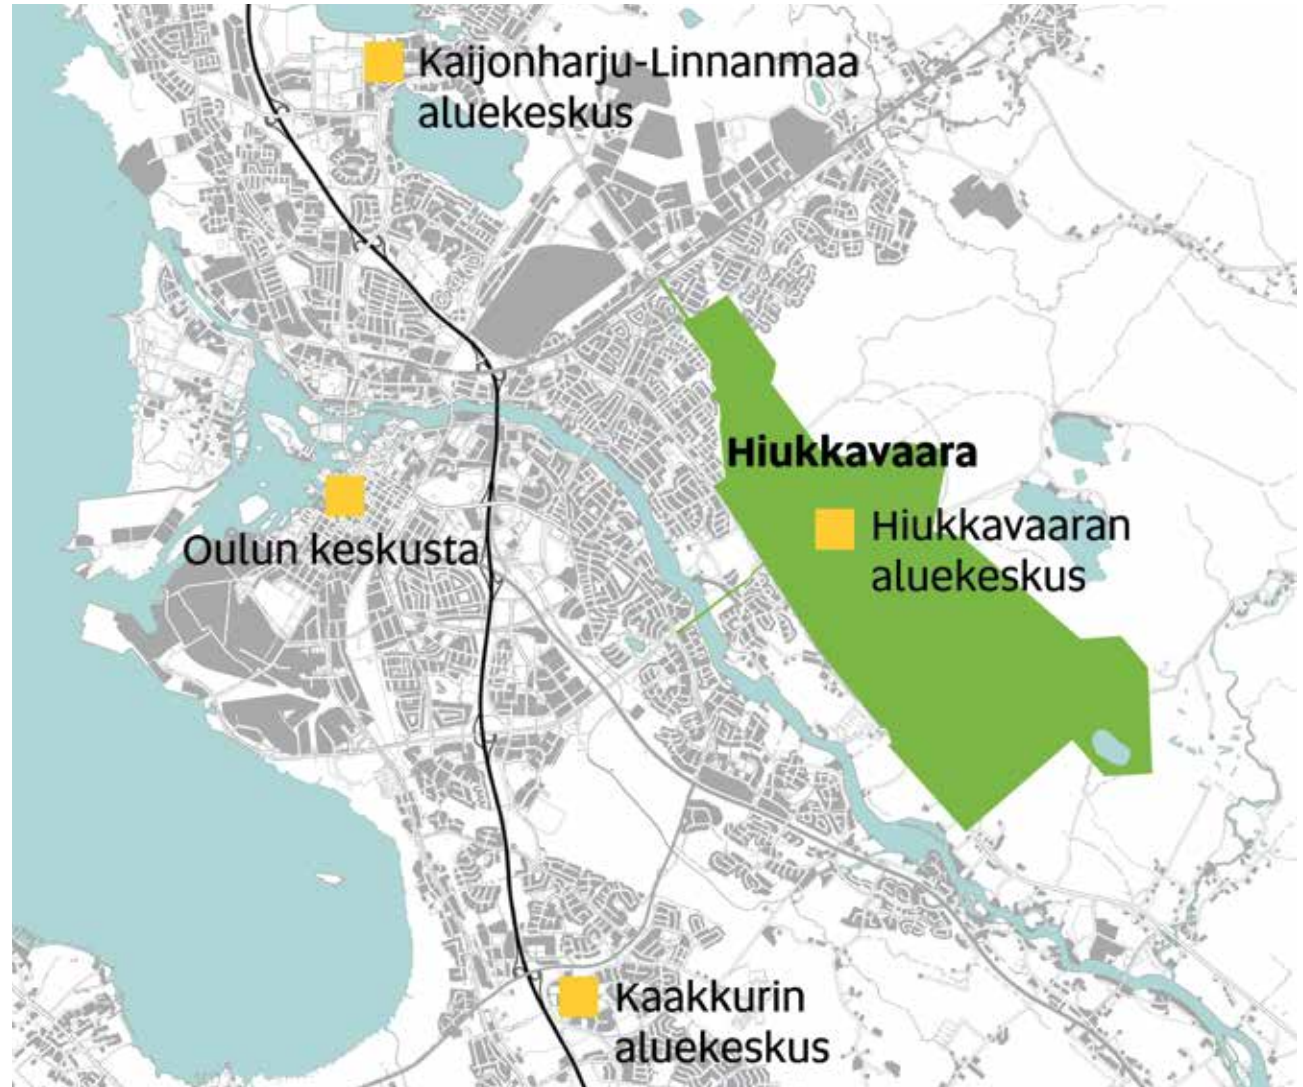 Kaijonharju-Linnanmaa
aluekeskus
Hiukkavaara
Oulun keskusta
Hiukkavaaran
aluekeskus
Kaakkurin
aluekeskus